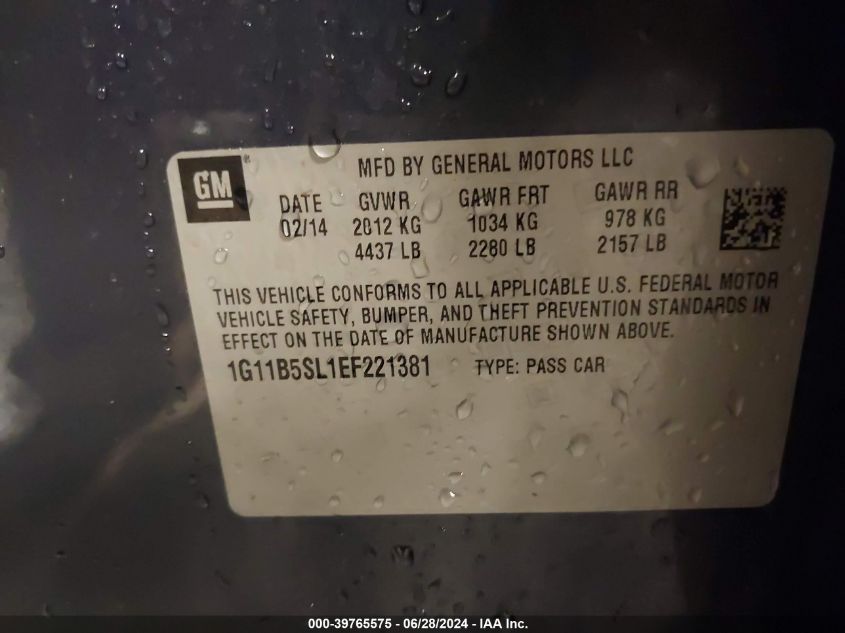 GM ®
MFD BY GENERAL MOTORS LLC
DATE GVWR GAWR FRT GAWR RR
02/14 2012 KG 1034 KG 978 KG
4437 LB 2280 LB 2157 LB
THIS VEHICLE CONFORMS TO ALL APPLICABLE U.S. FEDERAL MOTOR
VEHICLE SAFETY, BUMPER, AND THEFT PREVENTION STANDARDS IN
EFFECT ON THE DATE OF MANUFACTURE SHOWN ABOVE.
1G11B5SL1EF221381 TYPE: PASS CAR
000-39765575 - 06/28/2024 - IAA Inc.